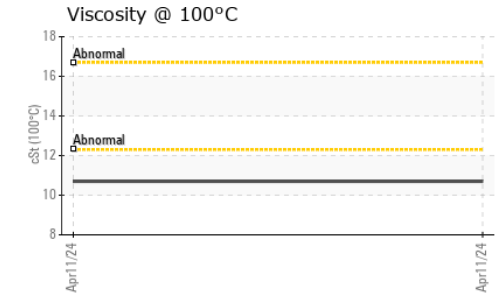 Viscosity @ 100°C
18
16
14
12
10
8
cSt (100°C)
Abnormal
Abnormal
Apr11/24
Apr11/24